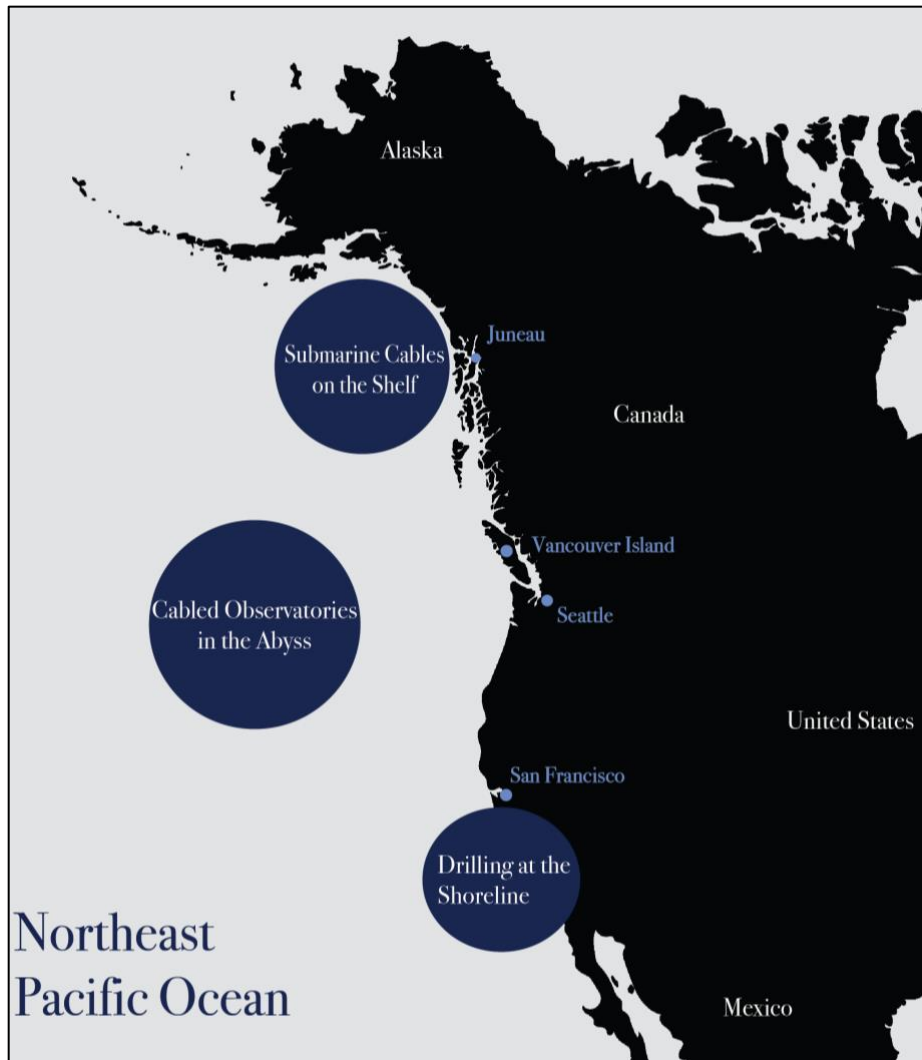 Alaska
Juneau
Submarine Cables
on the Shelf
Canada
Vancouver Island
Cabled Observatories
in the Abyss
Seattle
United States
San Francisco
Drilling at the
Shoreline
Northeast
Pacific Ocean
Mexico